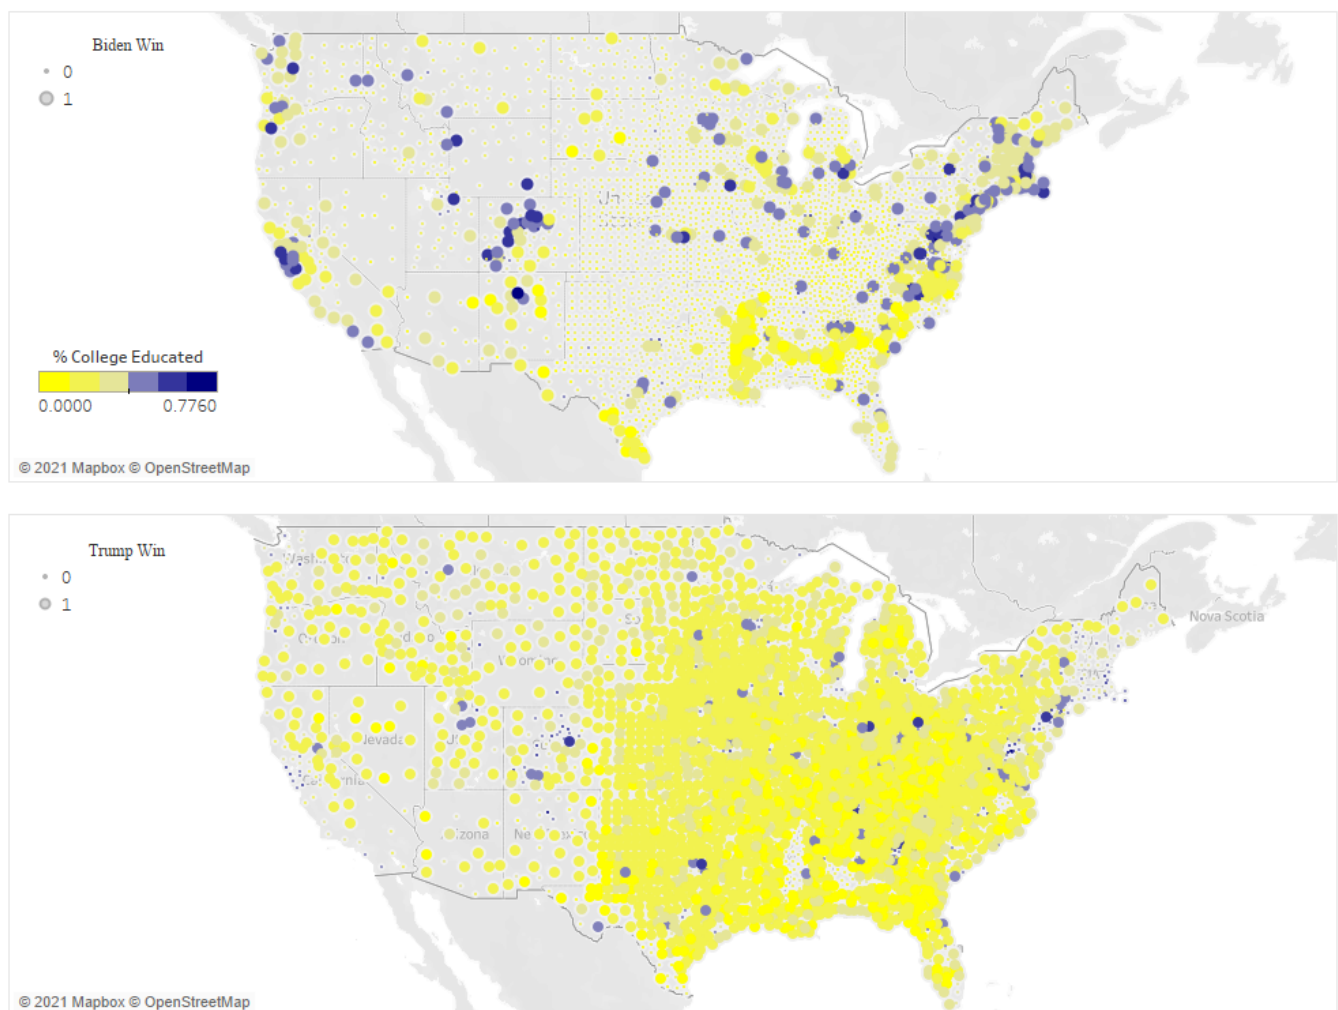 Biden Win
0
1
% College Educated
0.0000 0.7760
© 2021 Mapbox © OpenStreetMap
Trump Win
0
1
Nova Scotia
Nevada
© 2021 Mapbox © OpenStreetMap